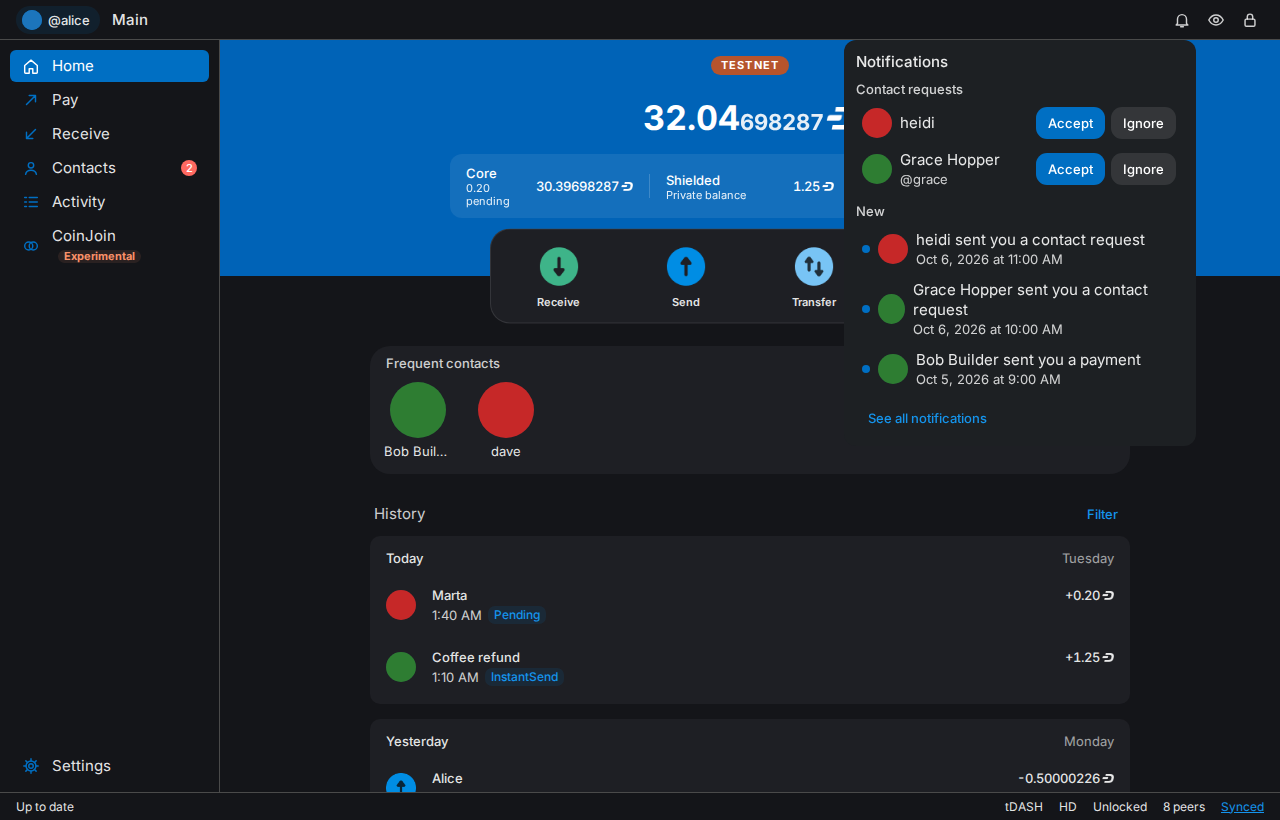 @alice
Main
Home
Pay
Receive
Contacts
2
Activity
CoinJoin
Experimental
Settings
TESTNET
32.04698287
Core
0.20
pending
30.39698287
Shielded
Private balance
1.25
Receive
Send
Transfer
Frequent contacts
Bob Buil...
dave
Notifications
Contact requests
heidi
Accept
Ignore
Grace Hopper
@grace
Accept
Ignore
New
heidi sent you a contact request
Oct 6, 2026 at 11:00 AM
Grace Hopper sent you a contact
request
Oct 6, 2026 at 10:00 AM
Bob Builder sent you a payment
Oct 5, 2026 at 9:00 AM
See all notifications
History
Filter
Today
Tuesday
Marta
+0.20
1:40 AM Pending
Coffee refund
+1.25
1:10 AM InstantSend
Yesterday
Monday
Alice
-0.50000226
Up to date
tDASH
HD
Unlocked
8 peers
Synced